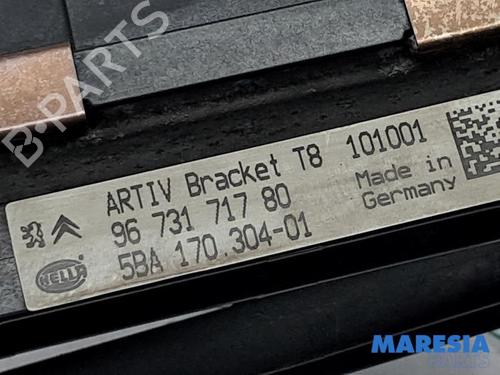 B-PARTS
ARTIV Bracket T8 101001
96 731 717 80
5BA 170.304-01
Made in
Germany
HELLA
MARESIA